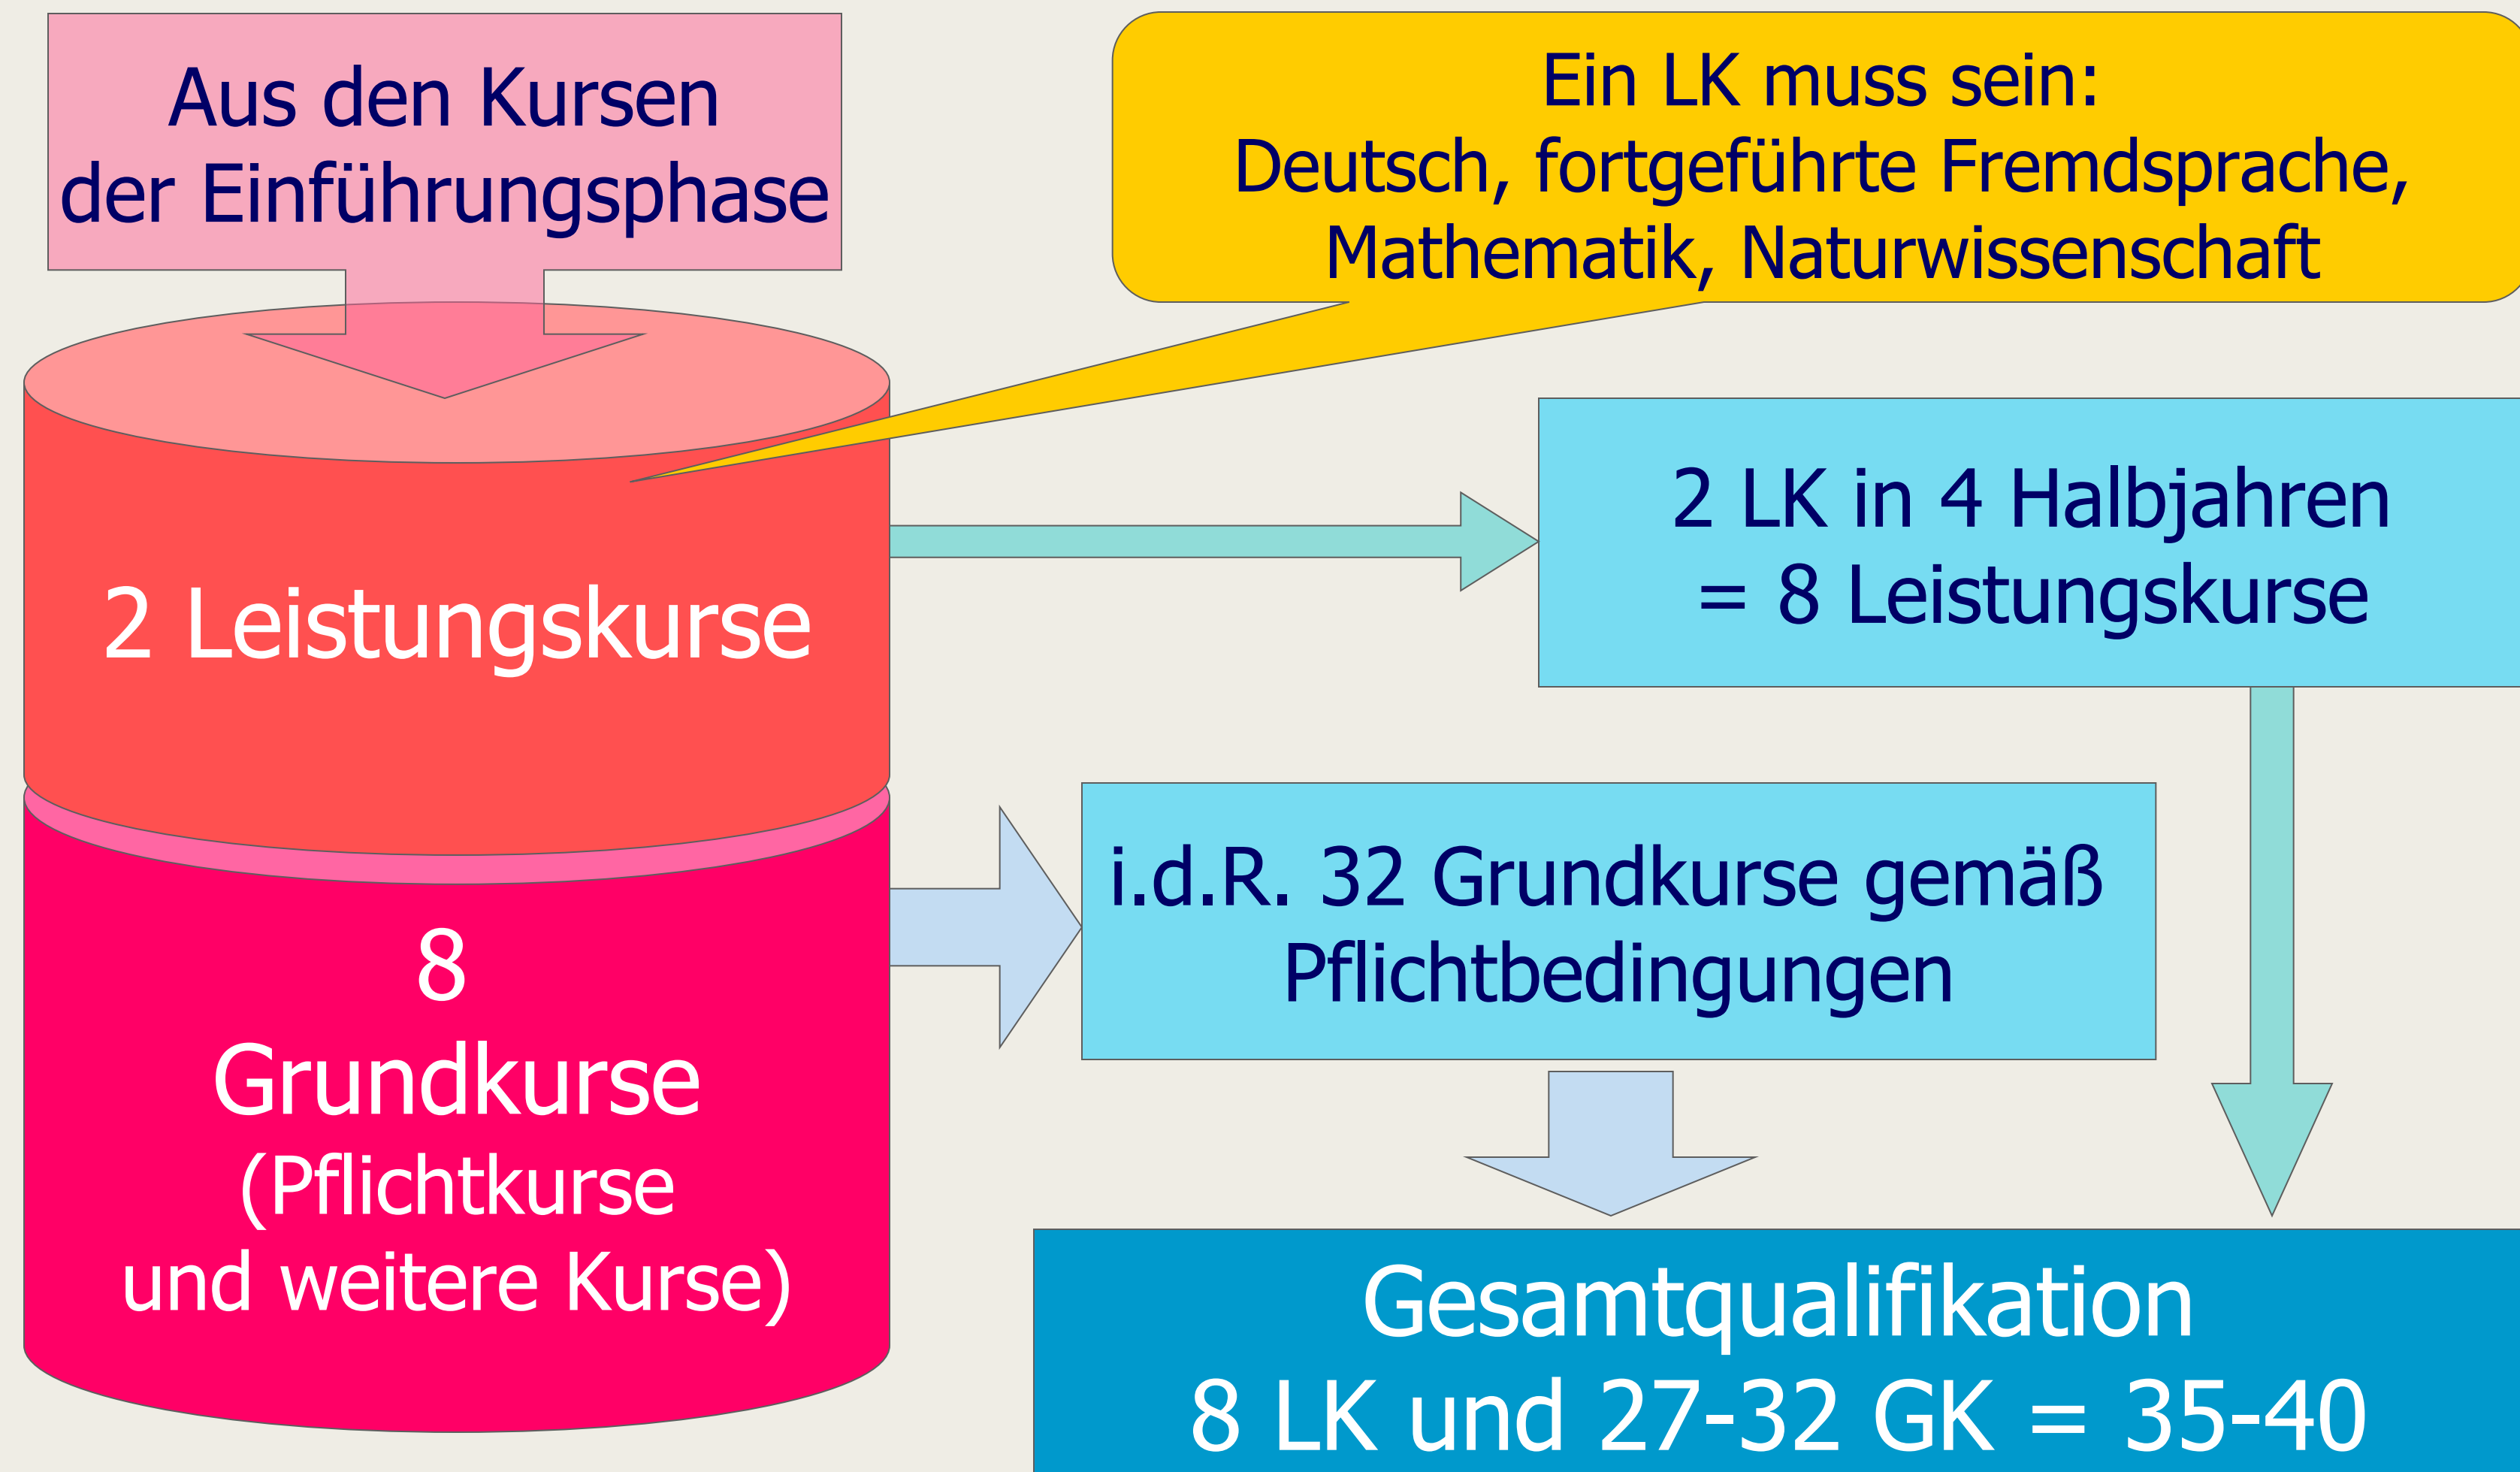 Aus den Kursen
der Einführungsphase
Ein LK muss sein:
Deutsch, fortgeführte Fremdsprache,
Mathematik, Naturwissenschaft
2 Leistungskurse
2 LK in 4 Halbjahren
= 8 Leistungskurse
8
Grundkurse
(Pflichtkurse
und weitere Kurse)
i.d.R. 32 Grundkurse gemäß
Pflichtbedingungen
Gesamtqualifikation
8 LK und 27-32 GK = 35-40